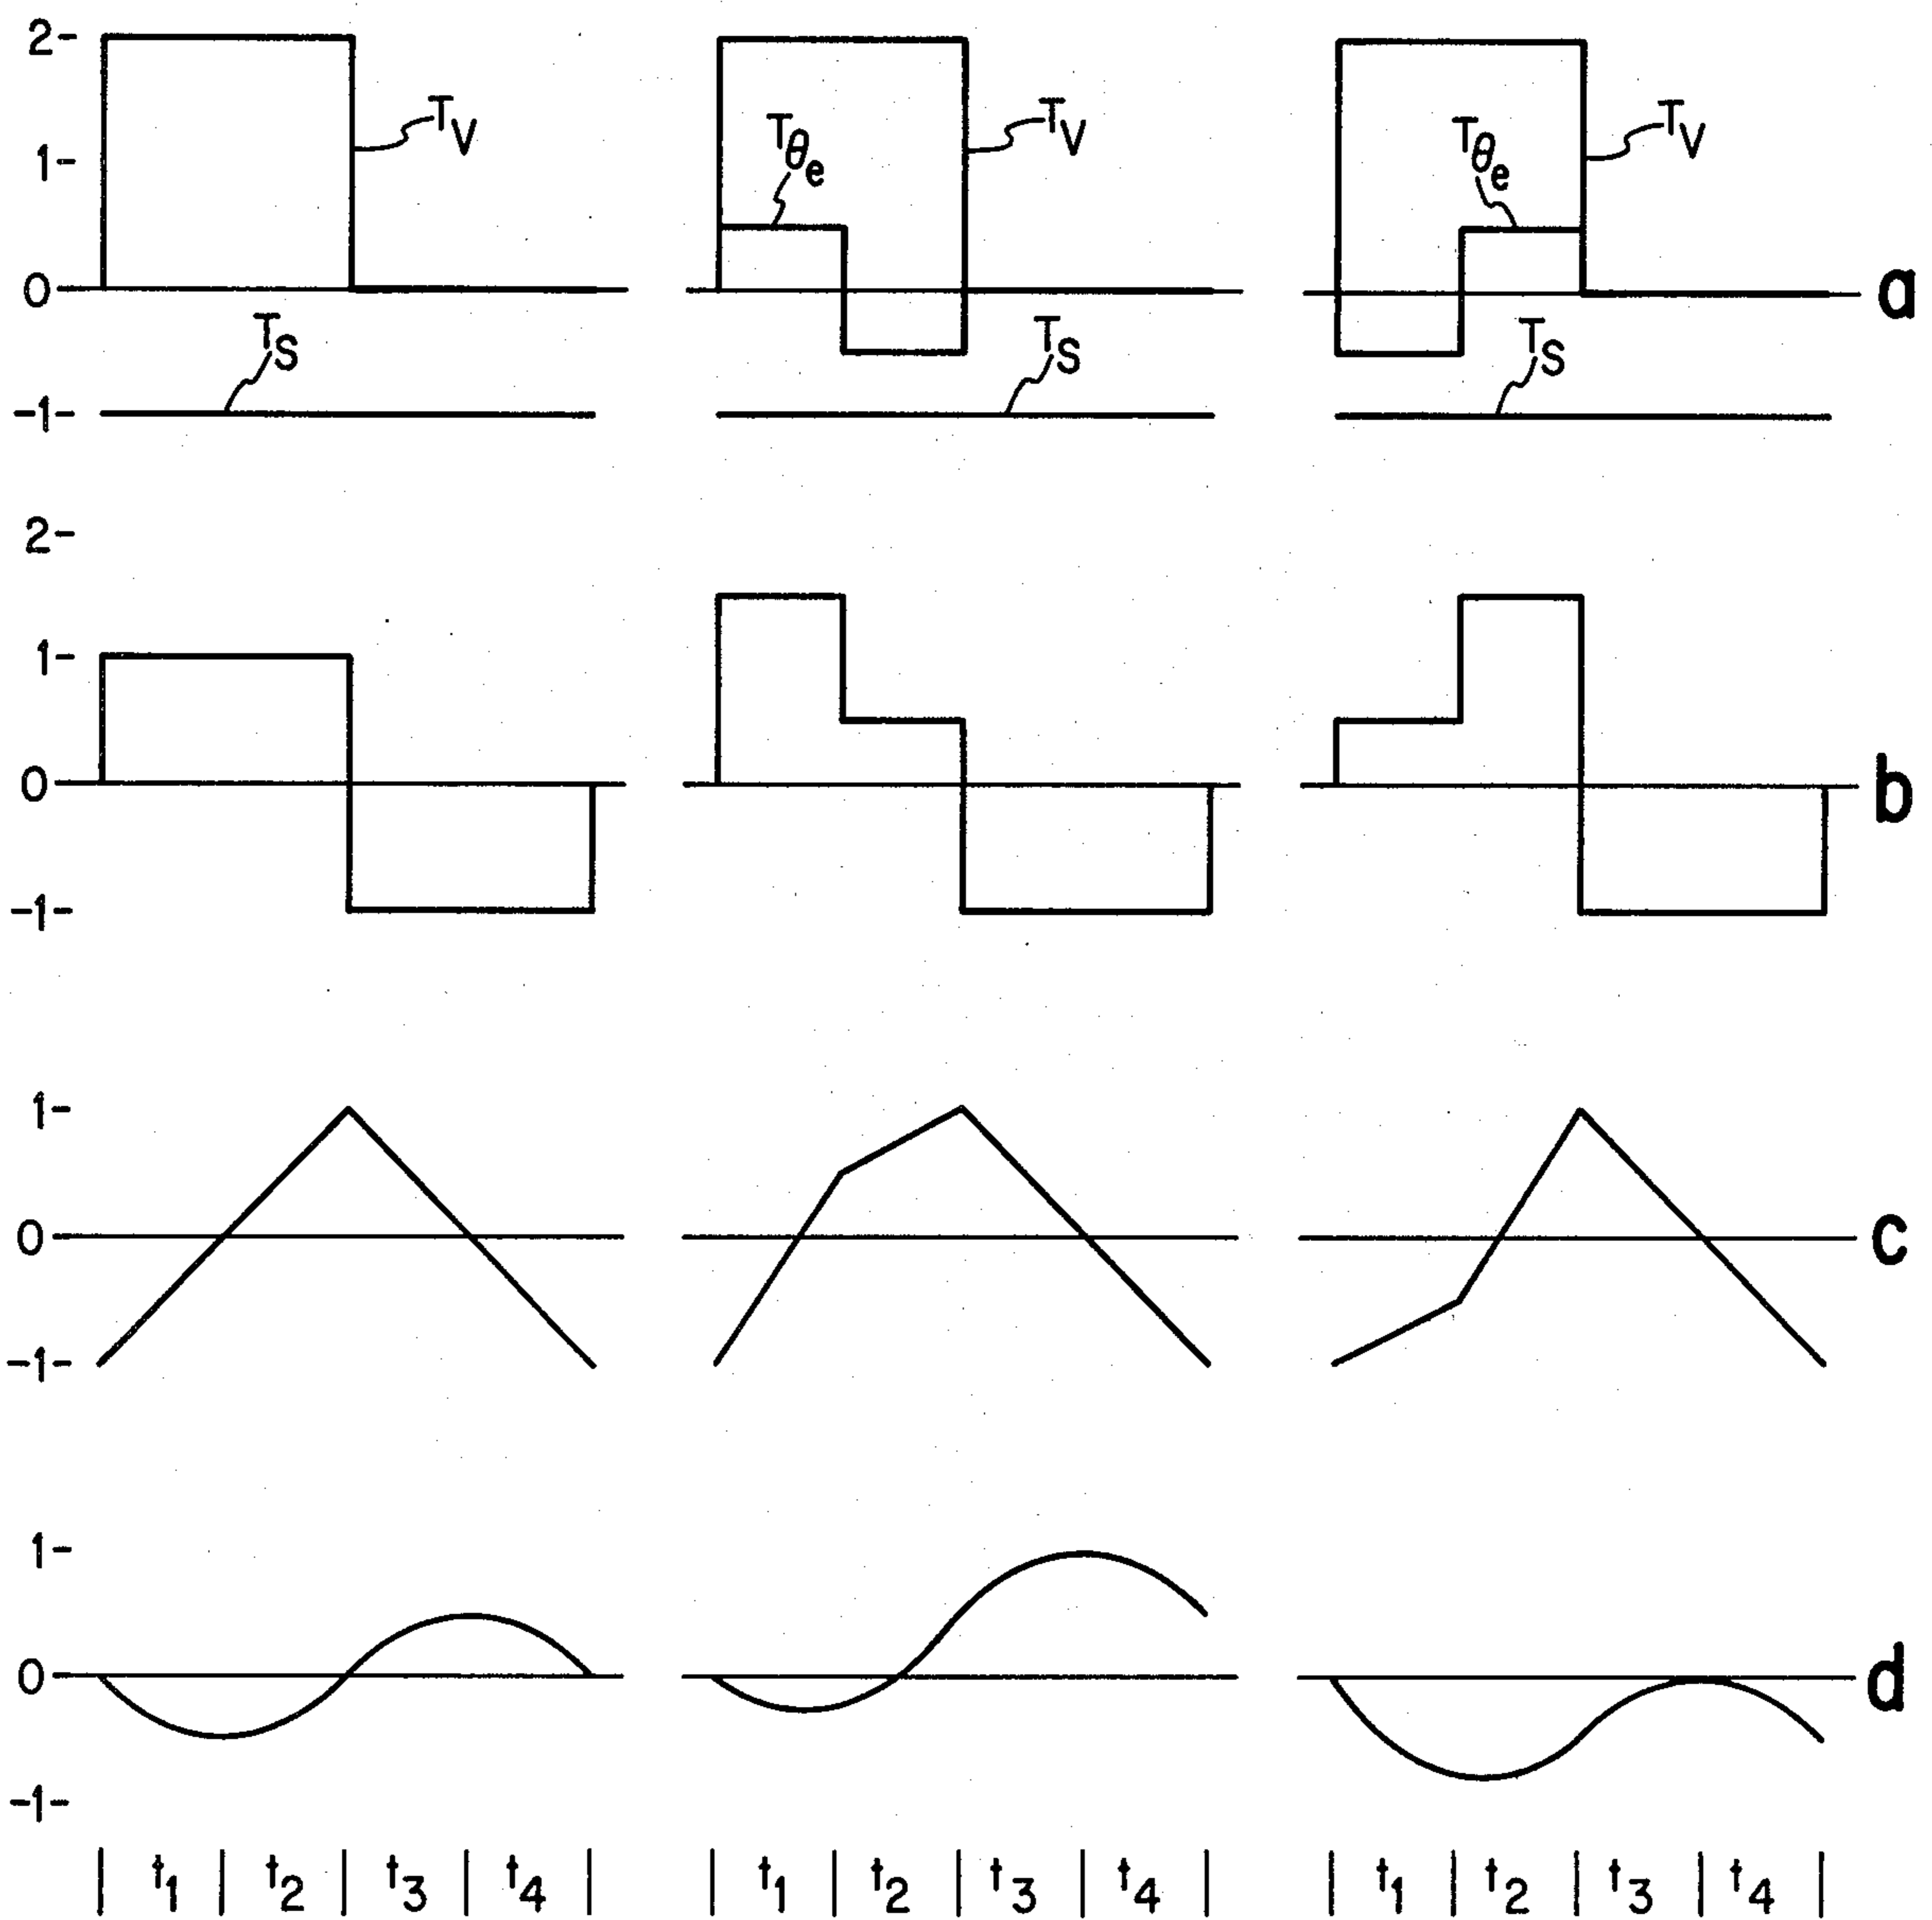 2-
T_V
T_V
T_V
T_θe
T_θe
1-
0
a
T_S
T_S
T_S
-1-
2-
1-
0
b
-1-
1-
0
c
-1-
1-
0
d
-1-
t1 t2 t3 t4 t1 t2 t3 t4 t1 t2 t3 t4